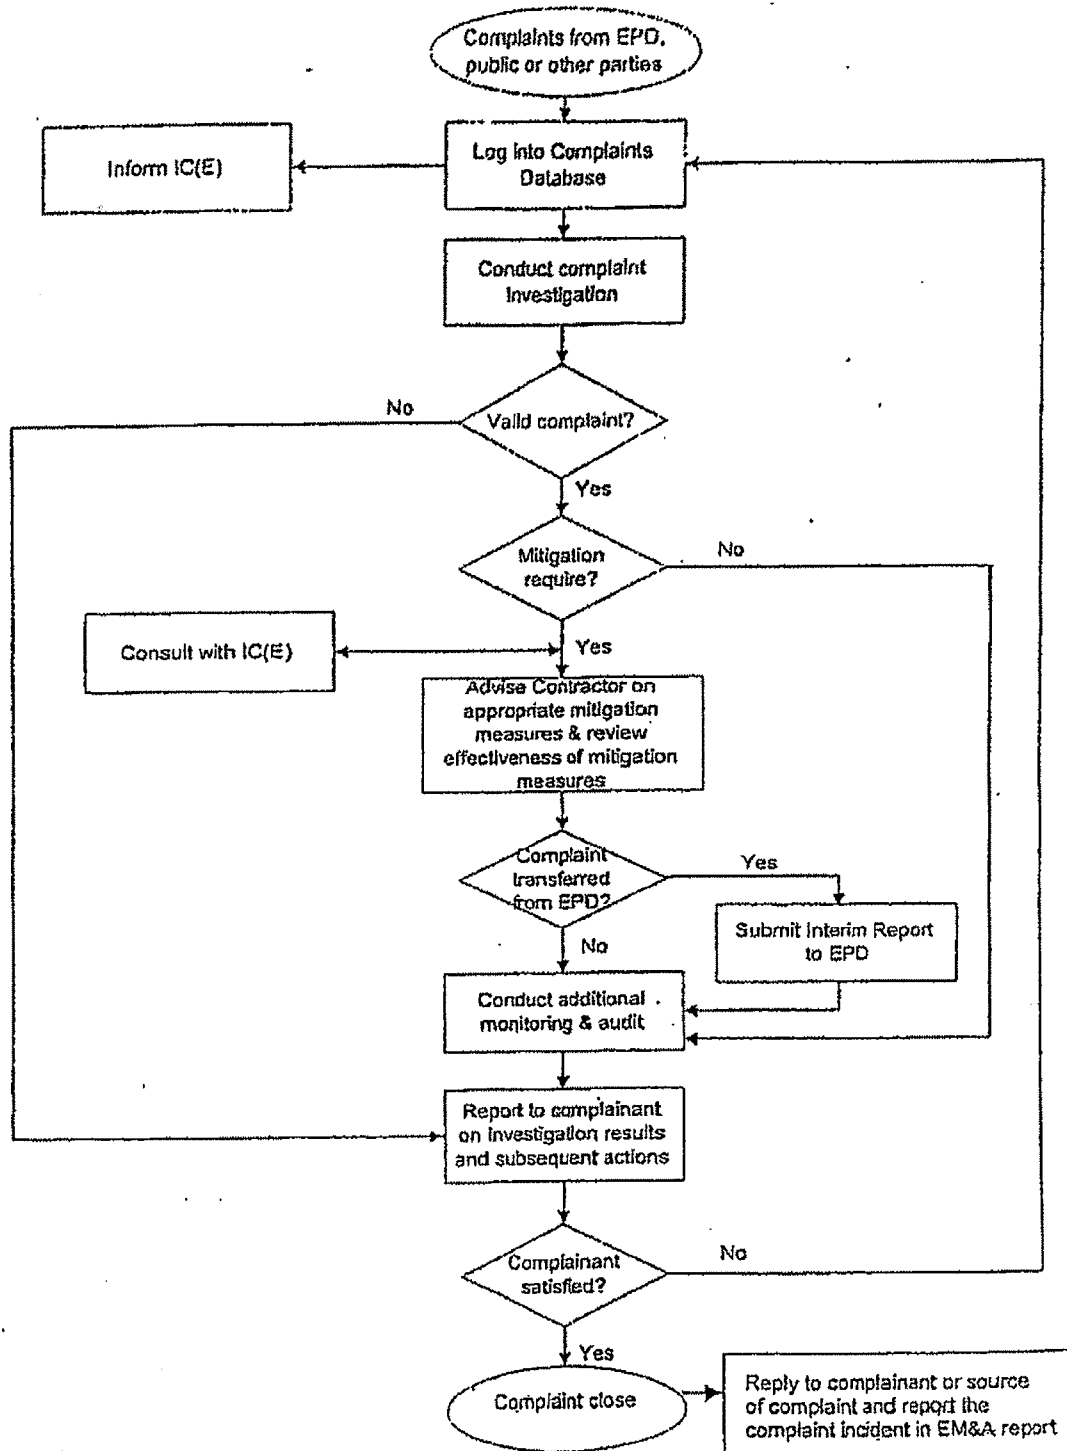 Complaints from EPD,
public or other parties
Inform IC(E)
Log into Complaints
Database
Conduct complaint
Investigation
No
Valid complaint?
Yes
Mitigation
require?
No
Consult with IC(E)
Yes
Advise Contractor on
appropriate mitigation
measures & review
effectiveness of mitigation
measures
Complaint
transferred
from EPD?
Yes
Submit Interim Report
to EPD
No
Conduct additional
monitoring & audit
Report to complainant
on investigation results
and subsequent actions
Complainant
satisfied?
No
Yes
Complaint close
Reply to complainant or source
of complaint and report the
complaint incident in EM&A report